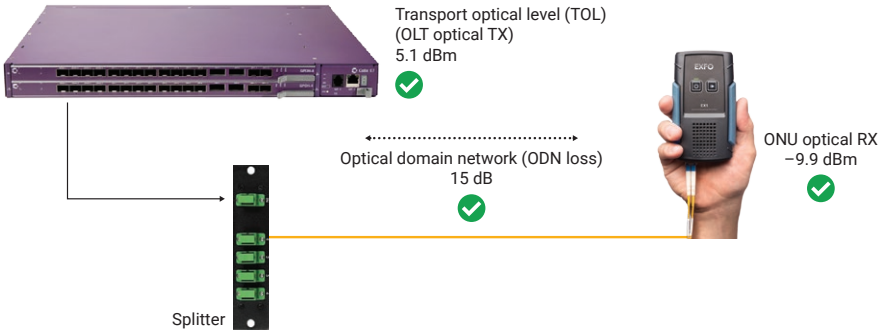 Transport optical level (TOL)
(OLT optical TX)
5.1 dBm
EXFO
Optical domain network (ODN loss)
15 dB
ONU optical RX
–9.9 dBm
Splitter